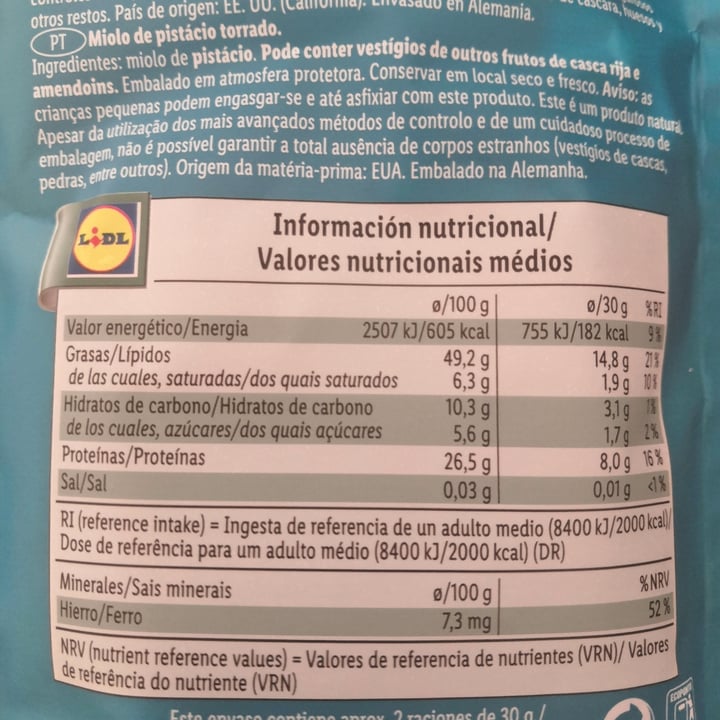 otros restos. País de origen: EE. UU. (California). Envasado en Alemania.
PT Miolo de pistácio torrado.
Ingredientes: miolo de pistácio. Pode conter vestígios de outros frutos de casca rija e
amendoins. Embalado em atmosfera protetora. Conservar em local seco e fresco. Aviso: as
crianças pequenas podem engasgar-se e até asfixiar com este produto. Este é um produto natural.
Apesar da utilização dos mais avançados métodos de controlo e de um cuidadoso processo de
embalagem, não é possível garantir a total ausência de corpos estranhos (vestígios de cascas,
pedras, entre outros). Origem da matéria-prima: EUA. Embalado na Alemanha.
LIDL
Información nutricional/
Valores nutricionais médios
ø/100 g ø/30 g %RI
Valor energético/Energia 2507 kJ/605 kcal 755 kJ/182 kcal 9%
Grasas/Lípidos 49,2 g 14,8 g 21%
de las cuales, saturadas/dos quais saturados 6,3 g 1,9 g 10%
Hidratos de carbono/Hidratos de carbono 10,3 g 3,1 g 1%
de los cuales, azúcares/dos quais açúcares 5,6 g 1,7 g 2%
Proteínas/Proteínas 26,5 g 8,0 g 16%
Sal/Sal 0,03 g 0,01 g <1%
RI (reference intake) = Ingesta de referencia de un adulto medio (8400 kJ/2000 kcal)/
Dose de referência para um adulto médio (8400 kJ/2000 kcal) (DR)
Minerales/Sais minerais ø/100 g %NRV
Hierro/Ferro 7,3 mg 52%
NRV (nutrient reference values) = Valores de referencia de nutrientes (VRN)/ Valores
de referência do nutriente (VRN)
Este envase contiene aprox. 2 raciones de 30 g /